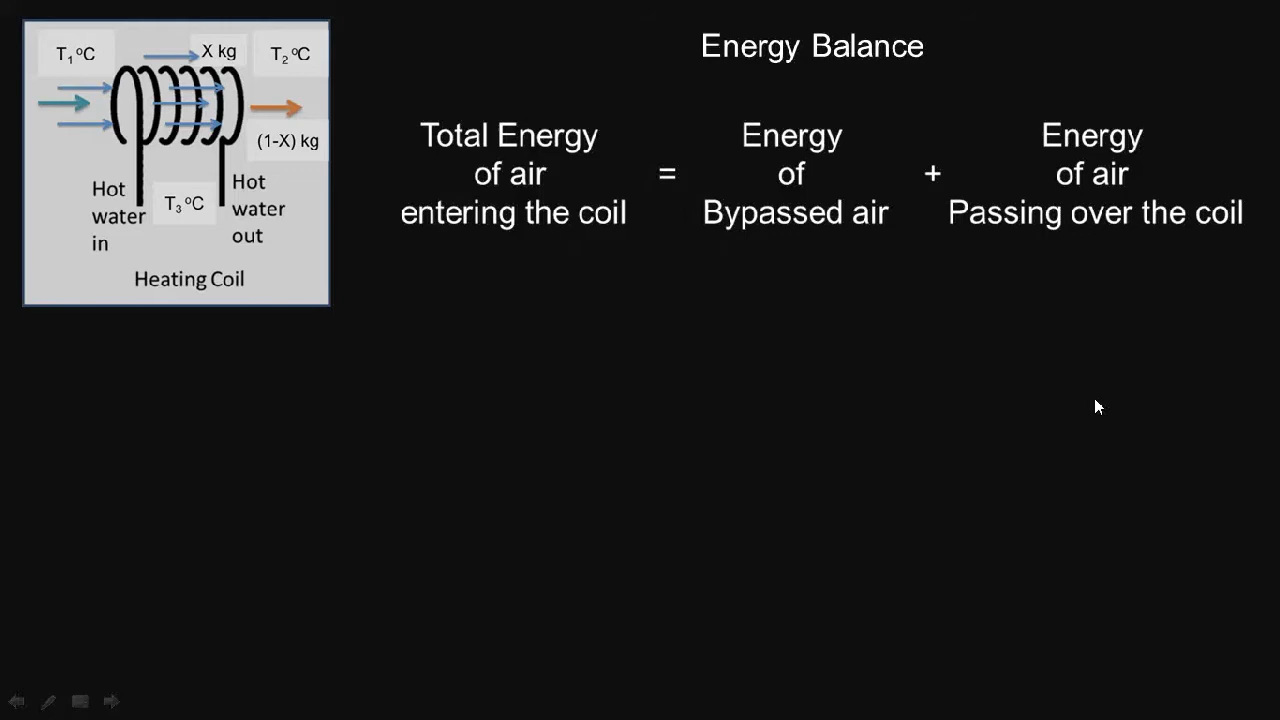 T₁ ºC
X kg
T₂ ºC
(1-X) kg
Hot
water
in
T₃ ºC
Hot
water
out
Heating Coil
Energy Balance
Total Energy
of air
entering the coil
=
Energy
of
Bypassed air
+
Energy
of air
Passing over the coil